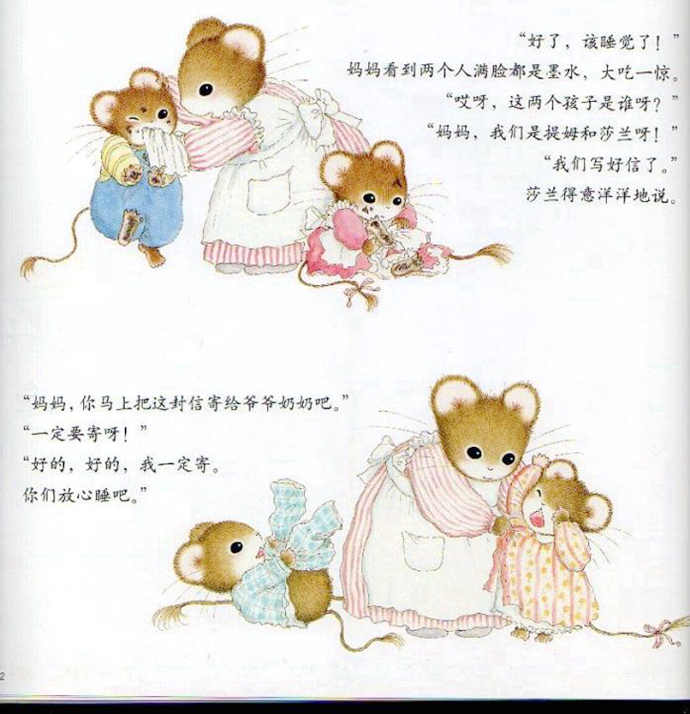 “好了，该睡觉了！”
妈妈看到两个人满脸都是墨水，大吃一惊。
“哎呀，这两个孩子是谁呀？”
“妈妈，我们是提姆和莎兰呀！”
“我们写好信了。”
莎兰得意洋洋地说。
“妈妈，你马上把这封信寄给爷爷奶奶吧。”
“一定要寄呀！”
“好的，好的，我一定寄。
你们放心睡吧。”
2